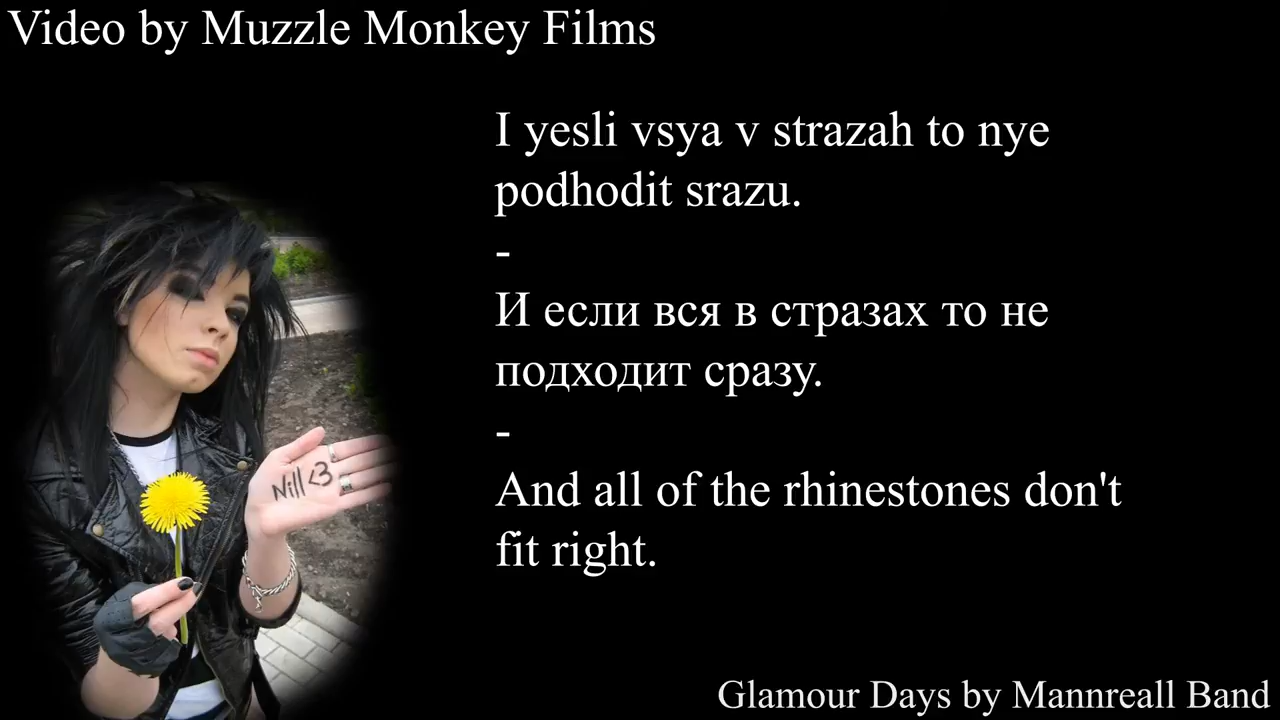 Video by Muzzle Monkey Films
I yesli vsya v strazah to nye
podhodit srazu.
-
И если вся в стразах то не
подходит сразу.
-
And all of the rhinestones don't
fit right.
Nill <3
Glamour Days by Mannreall Band